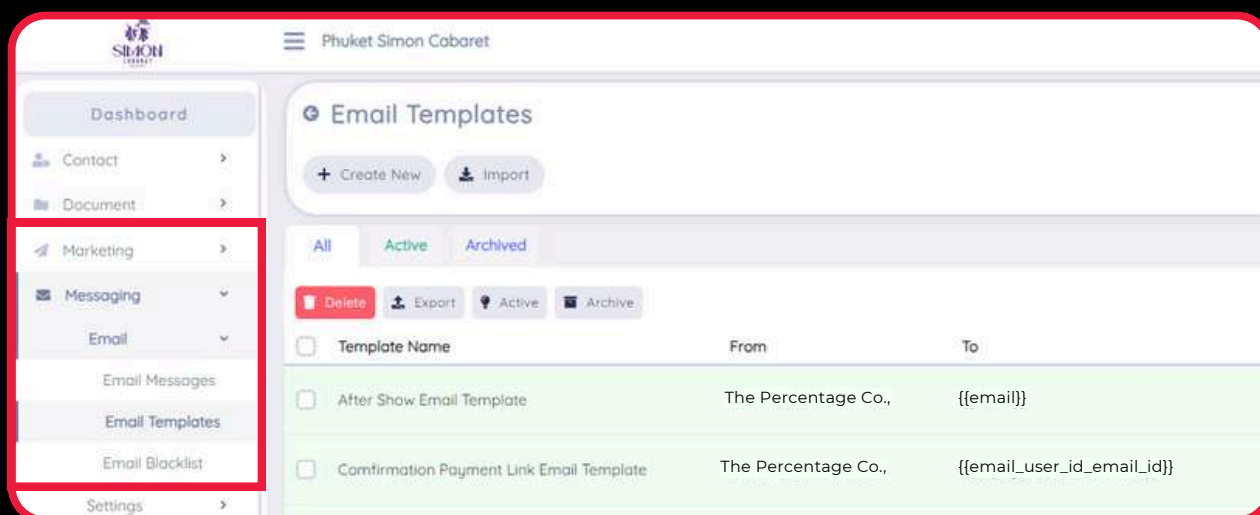 SIMON
CABARET
Phuket Simon Cabaret
Dashboard
Contact
Document
Marketing
Messaging
Email
Email Messages
Email Templates
Email Blacklist
Settings
Email Templates
Create New
Import
All
Active
Archived
Delete
Export
Active
Archive
Template Name From To
After Show Email Template The Percentage Co., {{email}}
Comfirmation Payment Link Email Template The Percentage Co., {{email_user_id_email_id}}